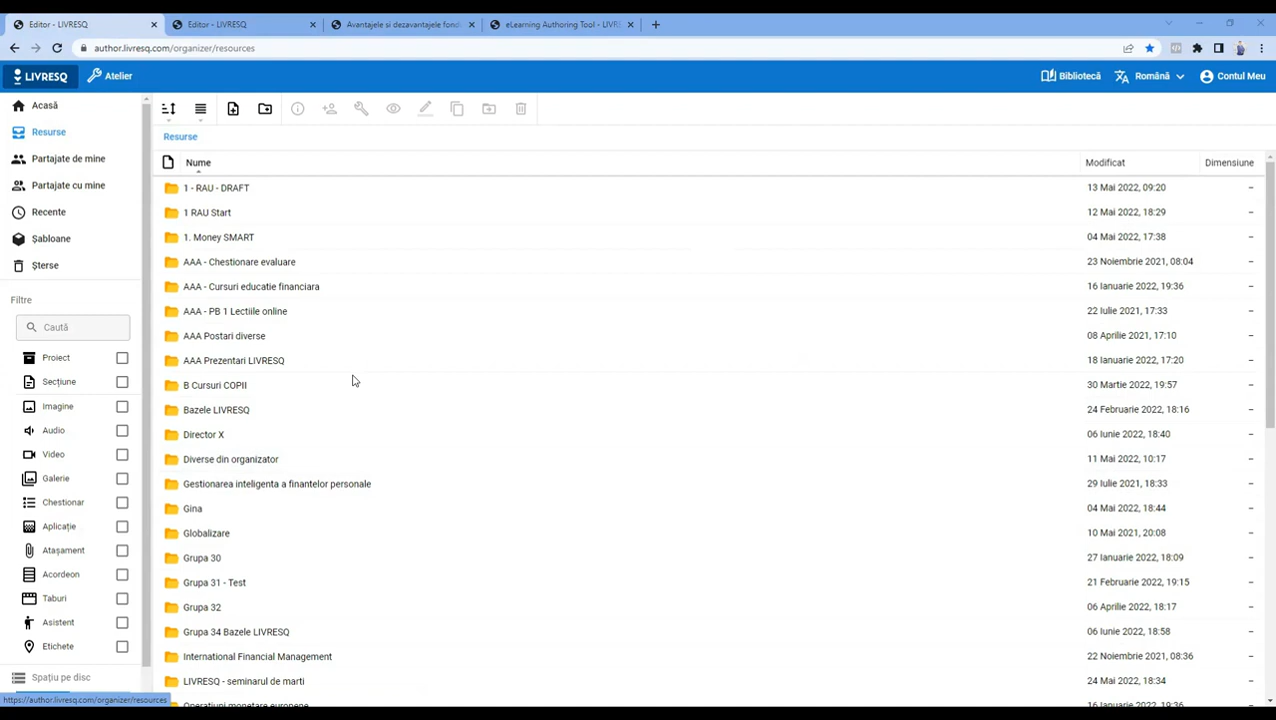 Editor - LIVRESQ
Editor - LIVRESQ
Avantajele si dezavantajele fond
eLearning Authoring Tool - LIVR
author.livresq.com/organizer/resources
LIVRESQ
Atelier
Bibliotecă
Română
Contul Meu
Acasă
Resurse
Partajate de mine
Partajate cu mine
Recente
Șabloane
Șterse
Filtre
Caută
Proiect
Secțiune
Imagine
Audio
Video
Galerie
Chestionar
Aplicație
Atașament
Acordeon
Taburi
Asistent
Etichete
Spațiu pe disc
https://author.livresq.com/organizer/resources
Resurse
Nume Modificat Dimensiune
1 - RAU - DRAFT 13 Mai 2022, 09:20 –
1 RAU Start 12 Mai 2022, 18:29 –
1. Money SMART 04 Mai 2022, 17:38 –
AAA - Chestionare evaluare 23 Noiembrie 2021, 08:04 –
AAA - Cursuri educatie financiara 16 Ianuarie 2022, 19:36 –
AAA - PB 1 Lectiile online 22 Iulie 2021, 17:33 –
AAA Postari diverse 08 Aprilie 2021, 17:10 –
AAA Prezentari LIVRESQ 18 Ianuarie 2022, 17:20 –
B Cursuri COPII 30 Martie 2022, 19:57 –
Bazele LIVRESQ 24 Februarie 2022, 18:16 –
Director X 06 Iunie 2022, 18:40 –
Diverse din organizator 11 Mai 2022, 10:17 –
Gestionarea inteligenta a finantelor personale 29 Iulie 2021, 18:33 –
Gina 04 Mai 2022, 18:44 –
Globalizare 10 Mai 2021, 20:08 –
Grupa 30 27 Ianuarie 2022, 18:09 –
Grupa 31 - Test 21 Februarie 2022, 19:15 –
Grupa 32 06 Aprilie 2022, 18:17 –
Grupa 34 Bazele LIVRESQ 06 Iunie 2022, 18:58 –
International Financial Management 22 Noiembrie 2021, 08:36 –
LIVRESQ - seminarul de marti 24 Mai 2022, 18:34 –
Operatiuni monetare europene 16 Ianuarie 2022, 19:36 –